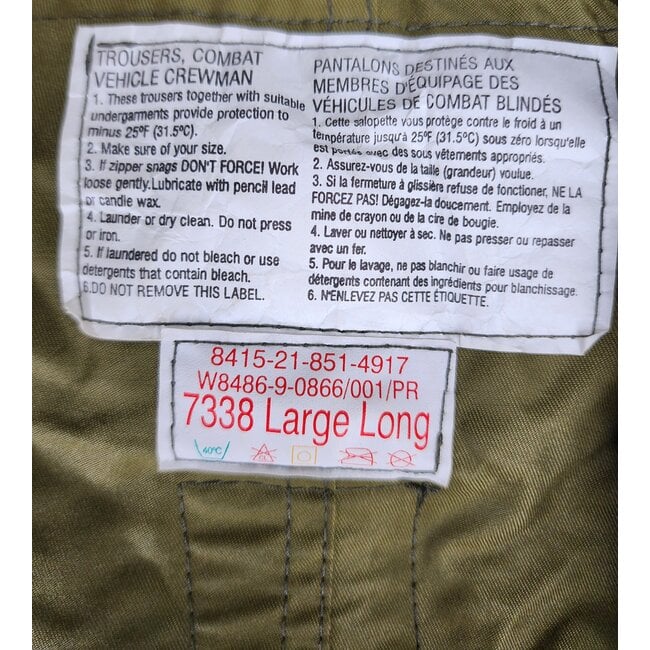 TROUSERS, COMBAT
VEHICLE CREWMAN
1. These trousers together with suitable
undergarments provide protection to
minus 25ºF (31.5ºC).
2. Make sure of your size.
3. If zipper snags DON'T FORCE! Work
loose gently.Lubricate with pencil lead
or candle wax.
4. Launder or dry clean. Do not press
or iron.
5. If laundered do not bleach or use
detergents that contain bleach.
6.DO NOT REMOVE THIS LABEL.
PANTALONS DESTINÉS AUX
MEMBRES D'ÉQUIPAGE DES
VÉHICULES DE COMBAT BLINDÉS
1. Cette salopette vous protège contre le froid à un
température jusqu'à 25ºF (31.5ºC) sous zéro lorsqu'elle
est portée avec des sous vêtements appropriés.
2. Assurez-vous de la taille (grandeur) voulue.
3. Si la fermeture à glissière refuse de fonctioner, NE LA
FORCEZ PAS! Dégagez-la doucement. Employez de la
mine de crayon ou de la cire de bougie.
4. Laver ou nettoyer à sec. Ne pas presser ou repasser
avec un fer.
5. Pour le lavage, ne pas blanchir ou faire usage de
détergents contenant des ingrédients pour blanchissage.
6. N'ENLEVEZ PAS CETTE ÉTIQUETTE.
8415-21-851-4917
W8486-9-0866/001/PR
7338 Large Long
40ºC